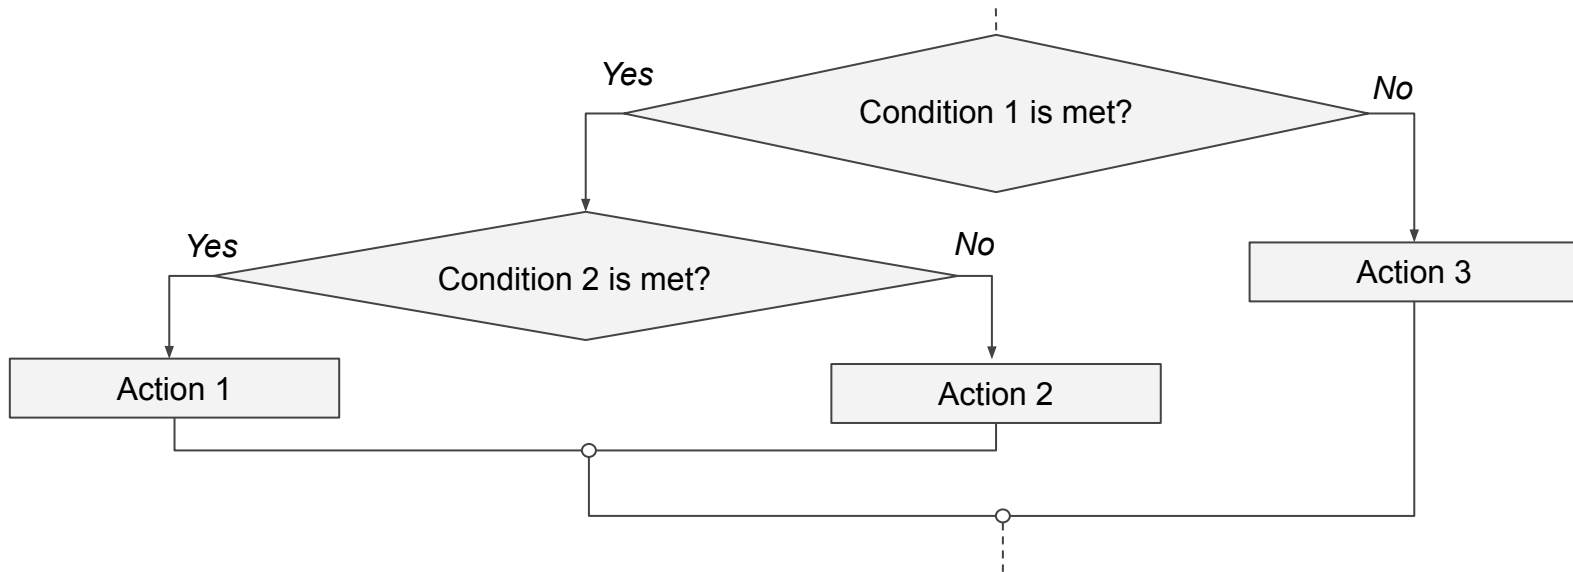 Yes
No
Condition 1 is met?
Yes
No
Condition 2 is met?
Action 3
Action 1
Action 2